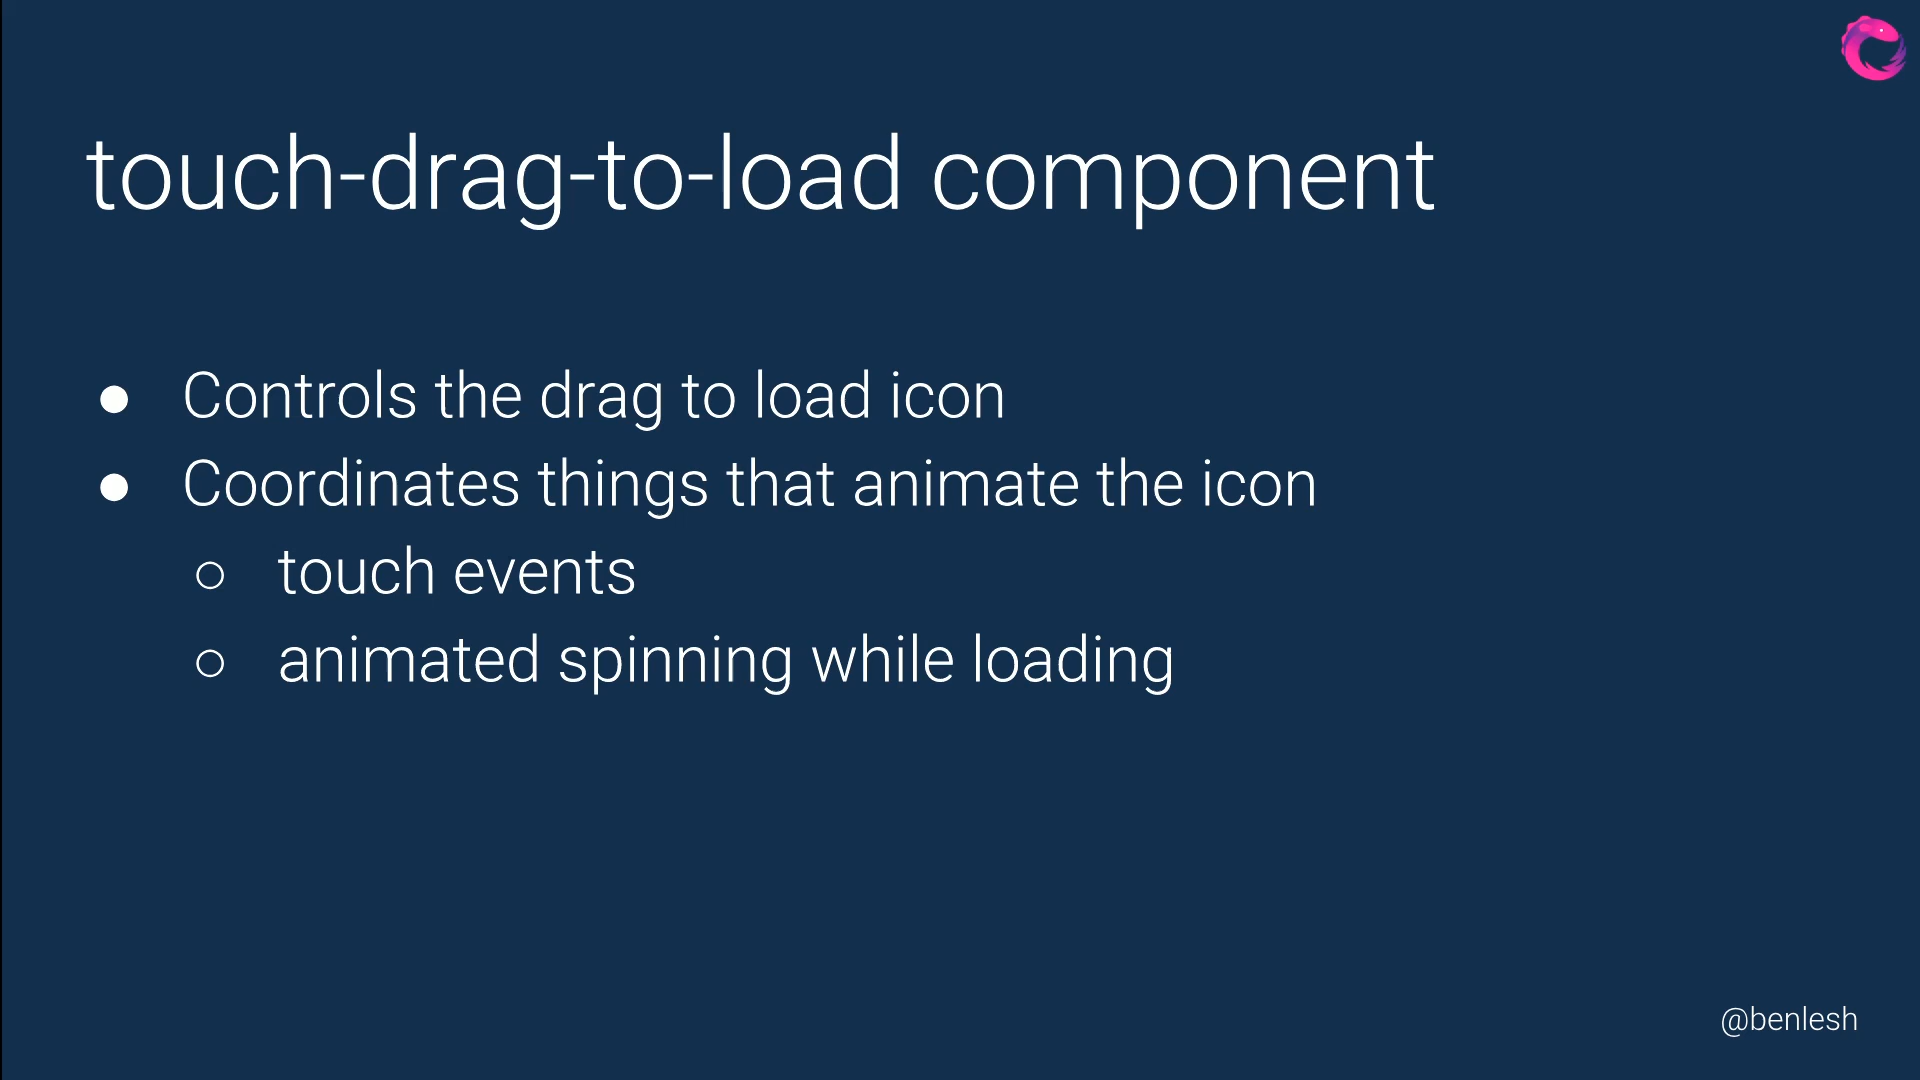 touch-drag-to-load component
● Controls the drag to load icon
● Coordinates things that animate the icon
○ touch events
○ animated spinning while loading
@benlesh